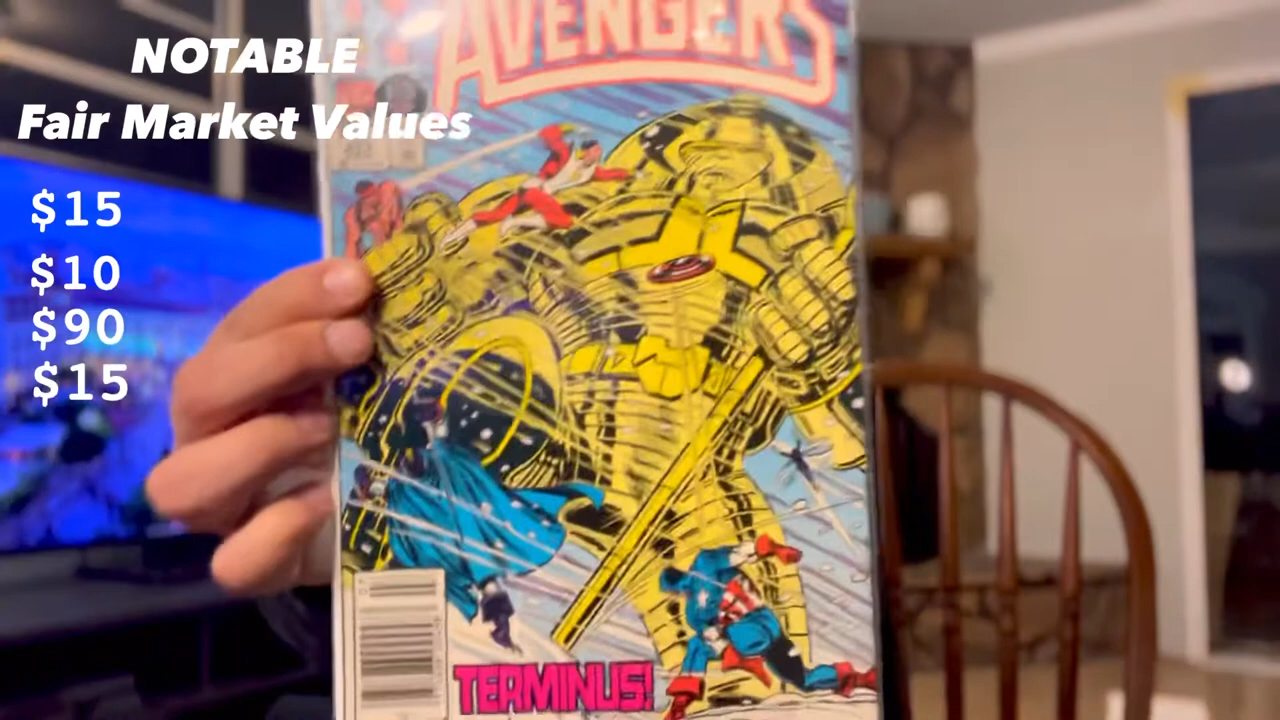 NOTABLE
Fair Market Values
$15
$10
$90
$15
AVENGERS
TERMINUS!